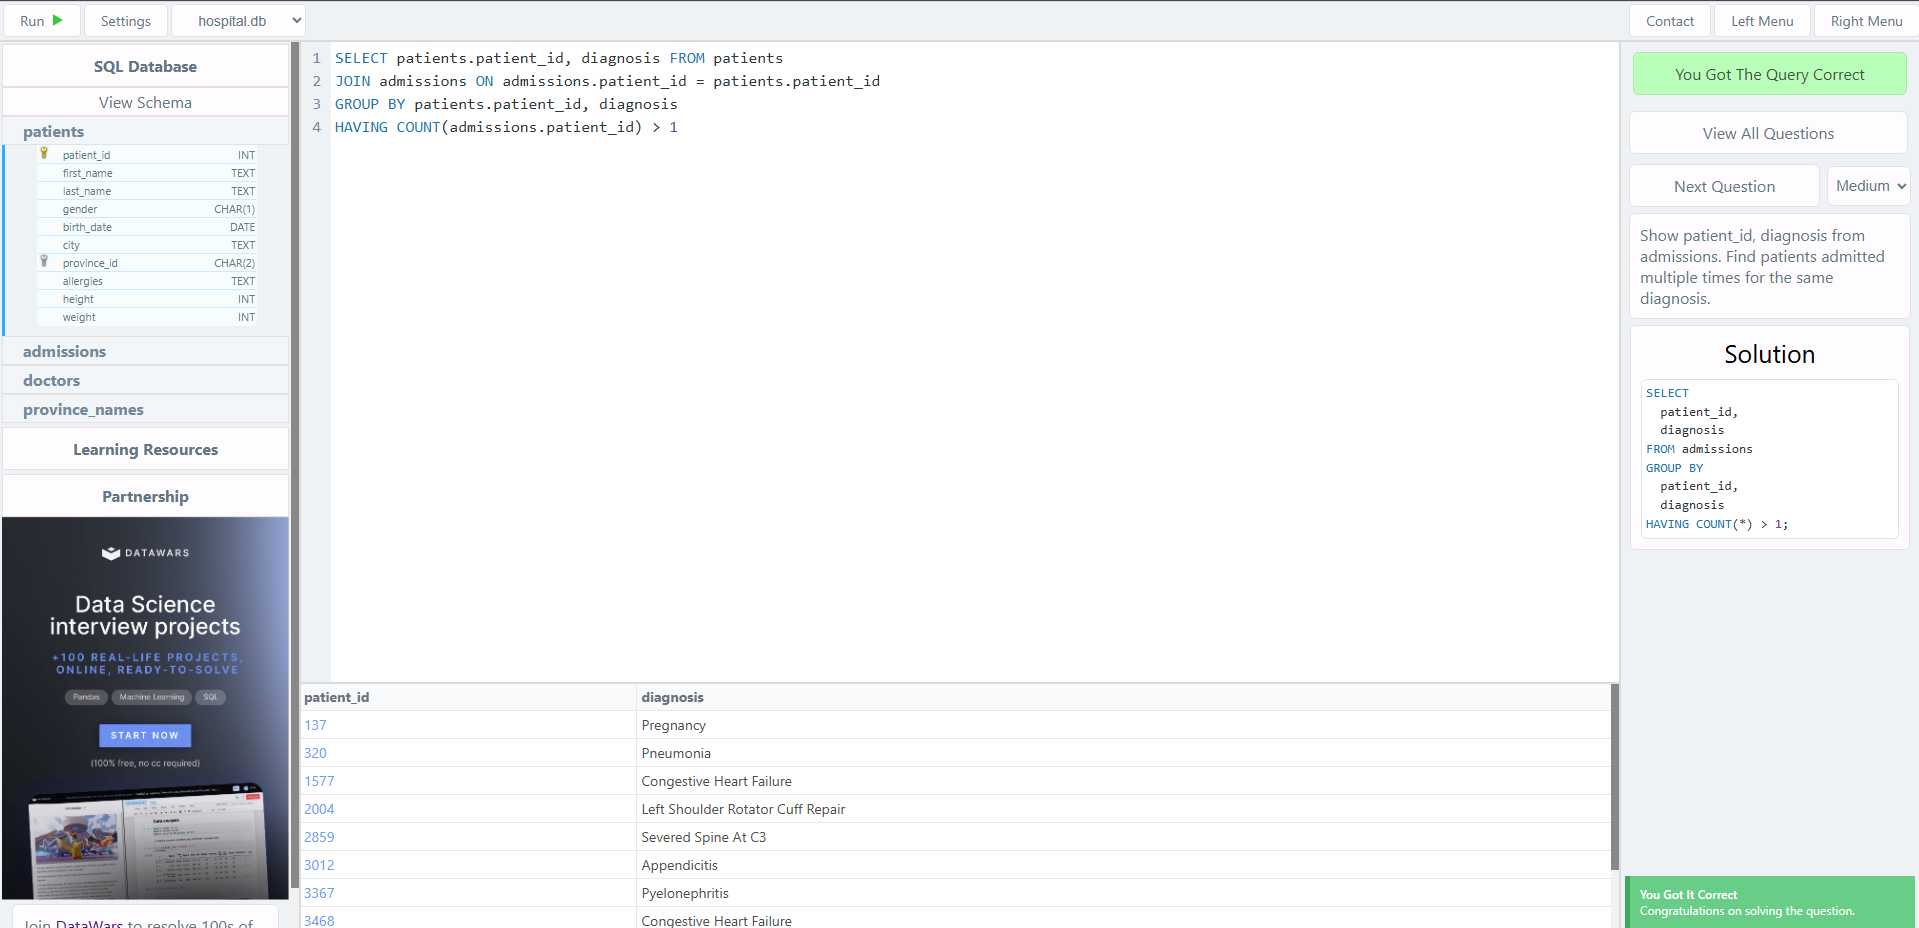 Run
Settings
hospital.db
Contact
Left Menu
Right Menu
SQL Database
View Schema
patients
patient_id INT
first_name TEXT
last_name TEXT
gender CHAR(1)
birth_date DATE
city TEXT
province_id CHAR(2)
allergies TEXT
height INT
weight INT
admissions
doctors
province_names
Learning Resources
Partnership
DATAWARS
Data Science
interview projects
+100 REAL-LIFE PROJECTS,
ONLINE, READY-TO-SOLVE
Pandas Machine Learning SQL
START NOW
(100% free, no cc required)
Join DataWars to resolve 100s of
1 SELECT patients.patient_id, diagnosis FROM patients
2 JOIN admissions ON admissions.patient_id = patients.patient_id
3 GROUP BY patients.patient_id, diagnosis
4 HAVING COUNT(admissions.patient_id) > 1
patient_id diagnosis
137 Pregnancy
320 Pneumonia
1577 Congestive Heart Failure
2004 Left Shoulder Rotator Cuff Repair
2859 Severed Spine At C3
3012 Appendicitis
3367 Pyelonephritis
3468 Congestive Heart Failure
You Got The Query Correct
View All Questions
Next Question
Medium
Show patient_id, diagnosis from
admissions. Find patients admitted
multiple times for the same
diagnosis.
Solution
SELECT
patient_id,
diagnosis
FROM admissions
GROUP BY
patient_id,
diagnosis
HAVING COUNT(*) > 1;
You Got It Correct
Congratulations on solving the question.